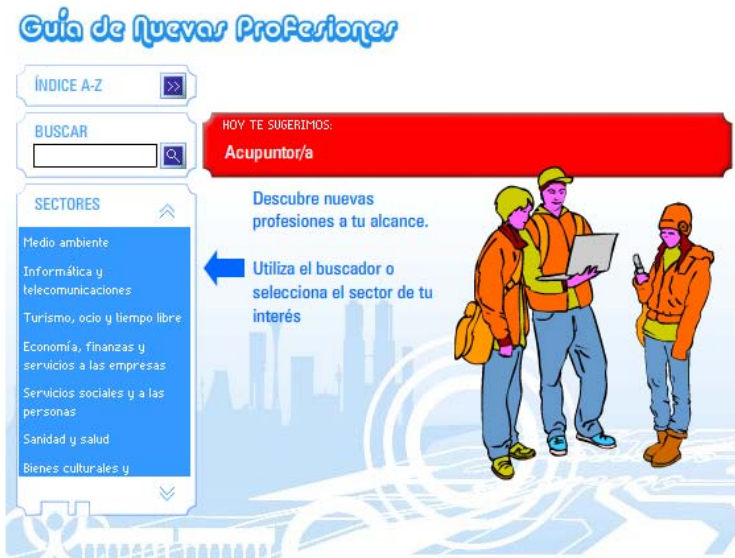 Guía de Nuevas Profesiones
ÍNDICE A-Z
BUSCAR
HOY TE SUGERIMOS:
Acupuntor/a
SECTORES
Medio ambiente
Informática y
telecomunicaciones
Turismo, ocio y tiempo libre
Economía, finanzas y
servicios a las empresas
Servicios sociales y a las
personas
Sanidad y salud
Bienes culturales y
Descubre nuevas
profesiones a tu alcance.
Utiliza el buscador o
selecciona el sector de tu
interés